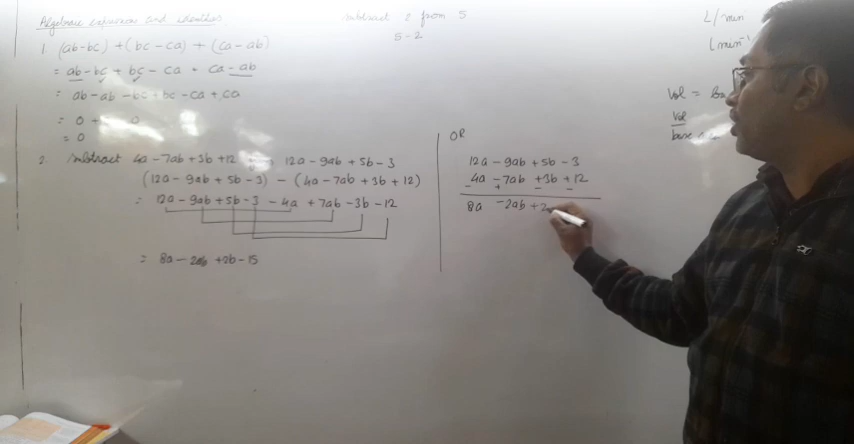 Algebraic expressions and identities
subtract 2 from 5
5-2
L/min
L min⁻¹
Vol =
Vol
base
1. (ab-bc) + (bc - ca) + (ca - ab)
= ab - bc + bc - ca + ca - ab
= ab - ab - bc + bc - ca + ca
= 0 + 0
= 0
2. subtract 4a - 7ab + 3b + 12 12a - 9ab + 5b - 3
(12a - 9ab + 5b - 3) - (4a - 7ab + 3b + 12)
= 12a - 9ab + 5b - 3 - 4a + 7ab - 3b - 12
= 8a - 2ab + 2b - 15
OR
12a - 9ab + 5b - 3
4a - 7ab + 3b + 12
- + - -
8a - 2ab + 2